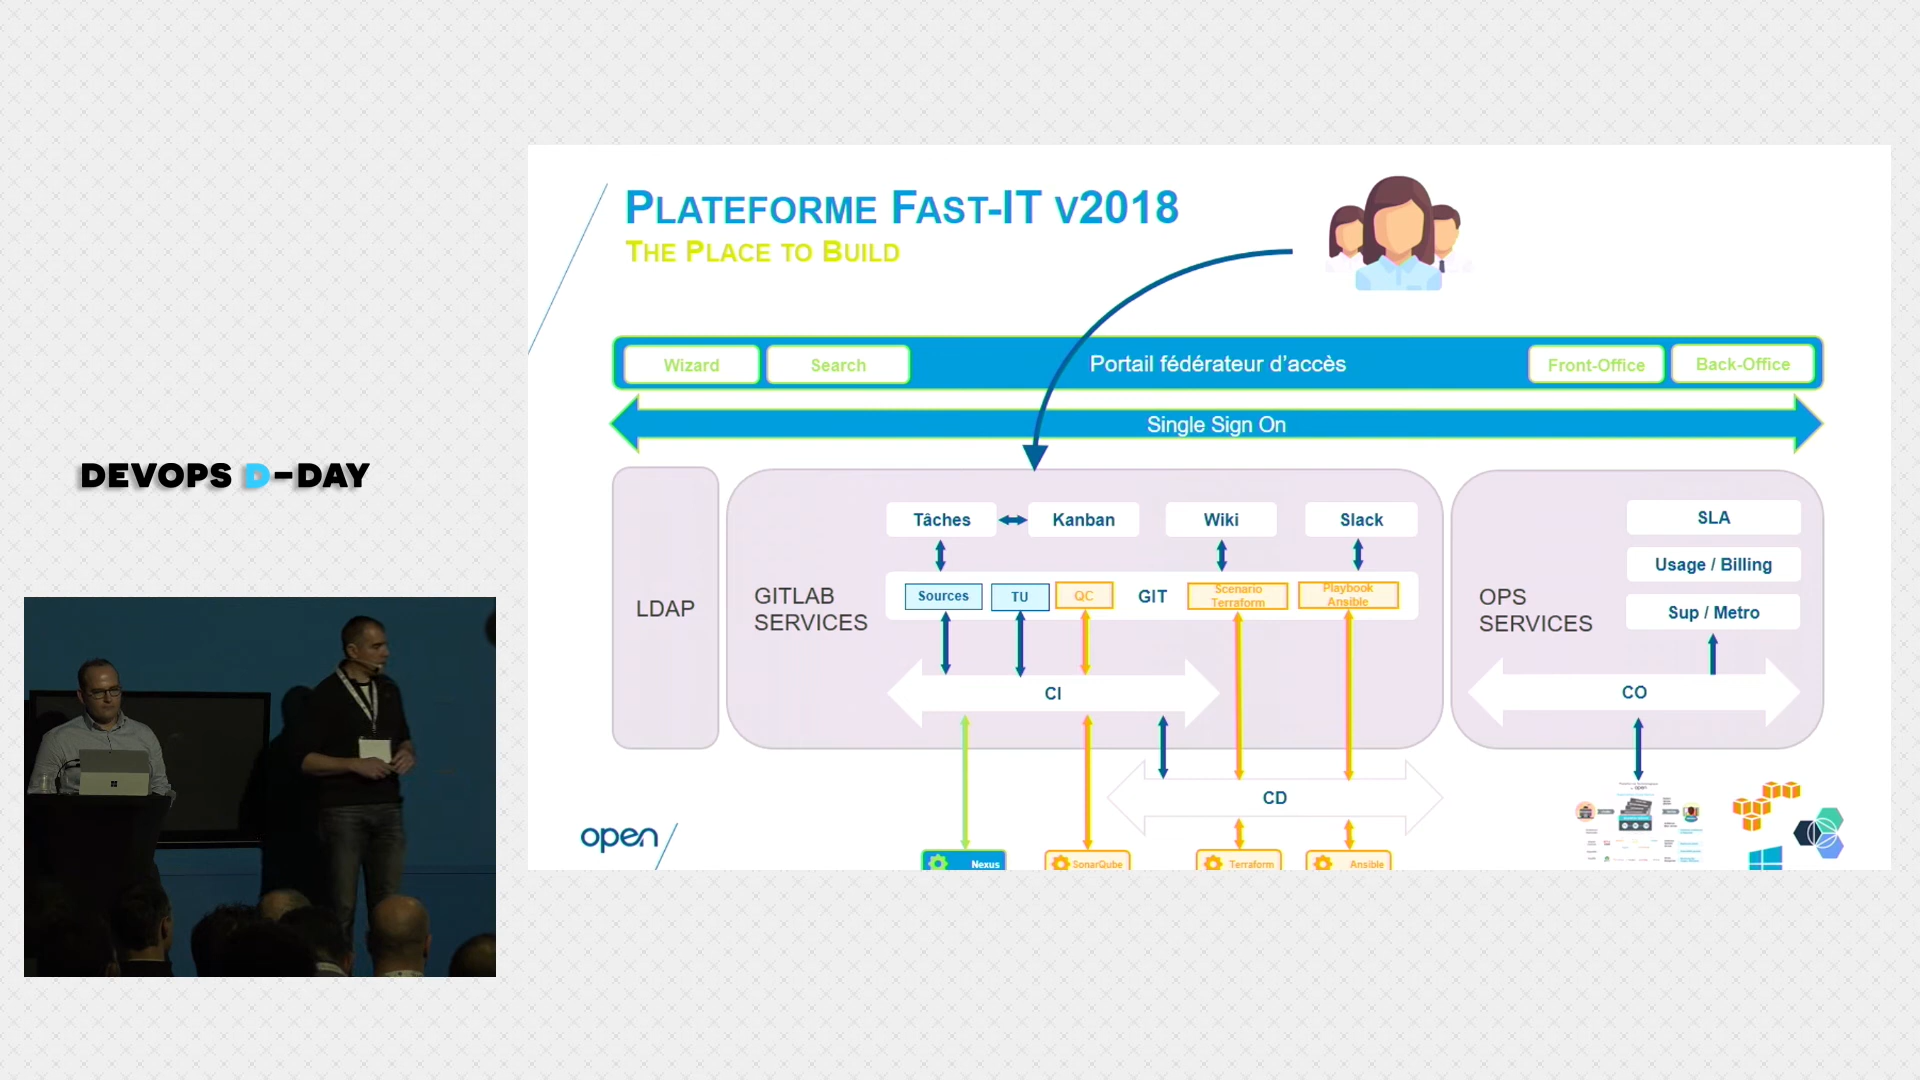 PLATEFORME FAST-IT V2018
THE PLACE TO BUILD
Wizard
Search
Portail fédérateur d'accès
Front-Office
Back-Office
Single Sign On
DEVOPS D-DAY
LDAP
GITLAB
SERVICES
Tâches
Kanban
Wiki
Slack
Sources
TU
QC
GIT
Scenario
Terraform
Playbook
Ansible
CI
CD
OPS
SERVICES
SLA
Usage / Billing
Sup / Metro
CO
open
Nexus
SonarQube
Terraform
Ansible